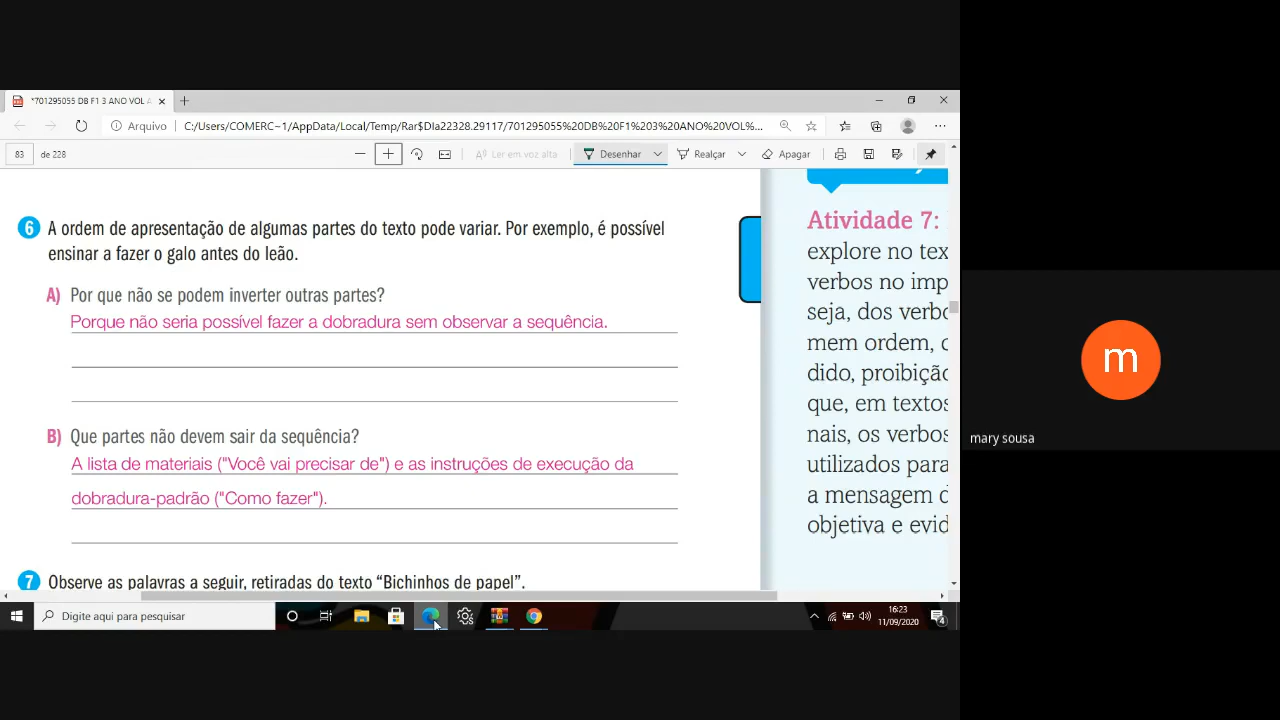 *701295055 DB F1 3 ANO VOL
Arquivo
C:/Users/COMERC~1/AppData/Local/Temp/Rar$DIa22328.29117/701295055%20DB%20F1%203%20ANO%20VOL%...
83 de 228
Ler em voz alta
Desenhar
Realçar
Apagar
6 A ordem de apresentação de algumas partes do texto pode variar. Por exemplo, é possível
ensinar a fazer o galo antes do leão.
A) Por que não se podem inverter outras partes?
Porque não seria possível fazer a dobradura sem observar a sequência.
B) Que partes não devem sair da sequência?
A lista de materiais ("Você vai precisar de") e as instruções de execução da
dobradura-padrão ("Como fazer").
7 Observe as palavras a seguir, retiradas do texto “Bichinhos de papel”.
Atividade 7:
explore no tex
verbos no imp
seja, dos verbo
mem ordem, c
dido, proibição
que, em textos
nais, os verbos
utilizados para
a mensagem d
objetiva e evid
Digite aqui para pesquisar
16:23
11/09/2020
4
m
mary sousa